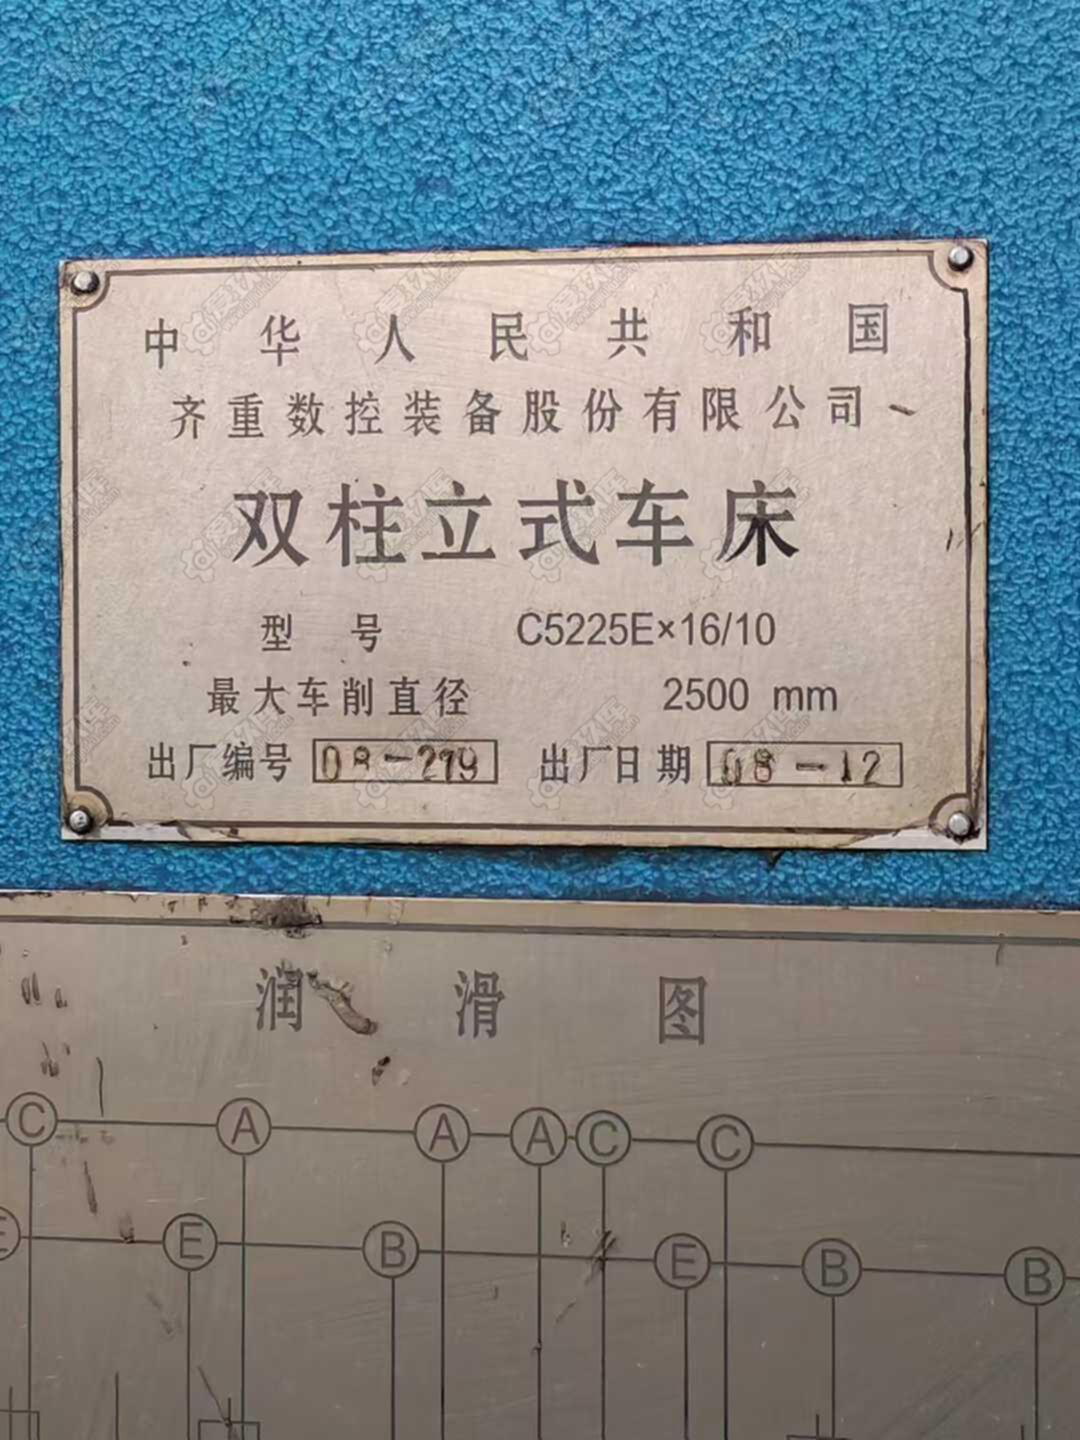 中华人民共和国
齐重数控装备股份有限公司
双柱立式车床
型号 C5225E×16/10
最大车削直径 2500 mm
出厂编号 08-279 出厂日期 08-12
润滑图
C A A A C C
E E B E B B